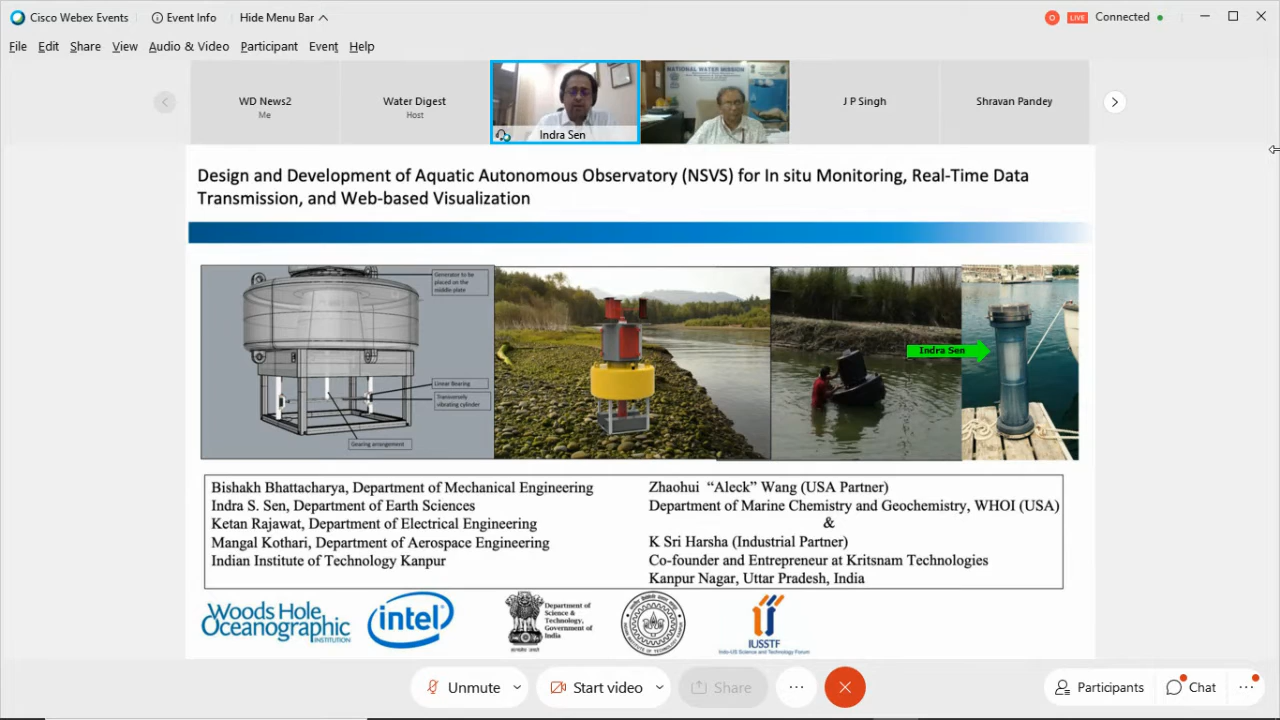 Cisco Webex Events
Event Info
Hide Menu Bar
LIVE
Connected
File Edit Share View Audio & Video Participant Event Help
WD News2
Me
Water Digest
Host
Indra Sen
NATIONAL WATER MISSION
J P Singh
Shravan Pandey
Design and Development of Aquatic Autonomous Observatory (NSVS) for In situ Monitoring, Real-Time Data
Transmission, and Web-based Visualization
Generator to be
placed on the
middle plate
Linear Bearing
Transversely
vibrating cylinder
Gearing arrangement
Indra Sen
Bishakh Bhattacharya, Department of Mechanical Engineering
Indra S. Sen, Department of Earth Sciences
Ketan Rajawat, Department of Electrical Engineering
Mangal Kothari, Department of Aerospace Engineering
Indian Institute of Technology Kanpur
Zhaohui “Aleck” Wang (USA Partner)
Department of Marine Chemistry and Geochemistry, WHOI (USA)
&
K Sri Harsha (Industrial Partner)
Co-founder and Entrepreneur at Kritsnam Technologies
Kanpur Nagar, Uttar Pradesh, India
Woods Hole
Oceanographic
INSTITUTION
intel
Department of
Science &
Technology,
Government of
India
IUSSTF
Indo-US Science and Technology Forum
Unmute
Start video
Share
Participants
Chat